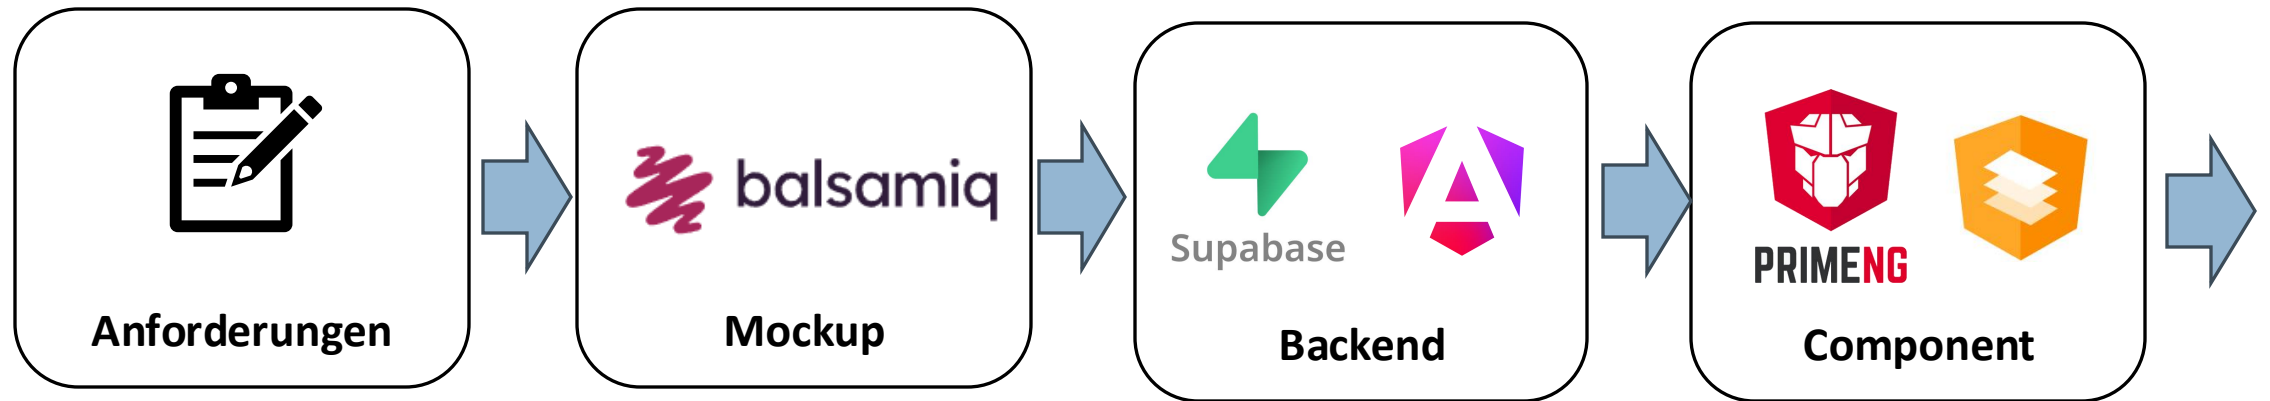 Anforderungen
balsamiq
Mockup
Supabase
Backend
PRIMENG
Component